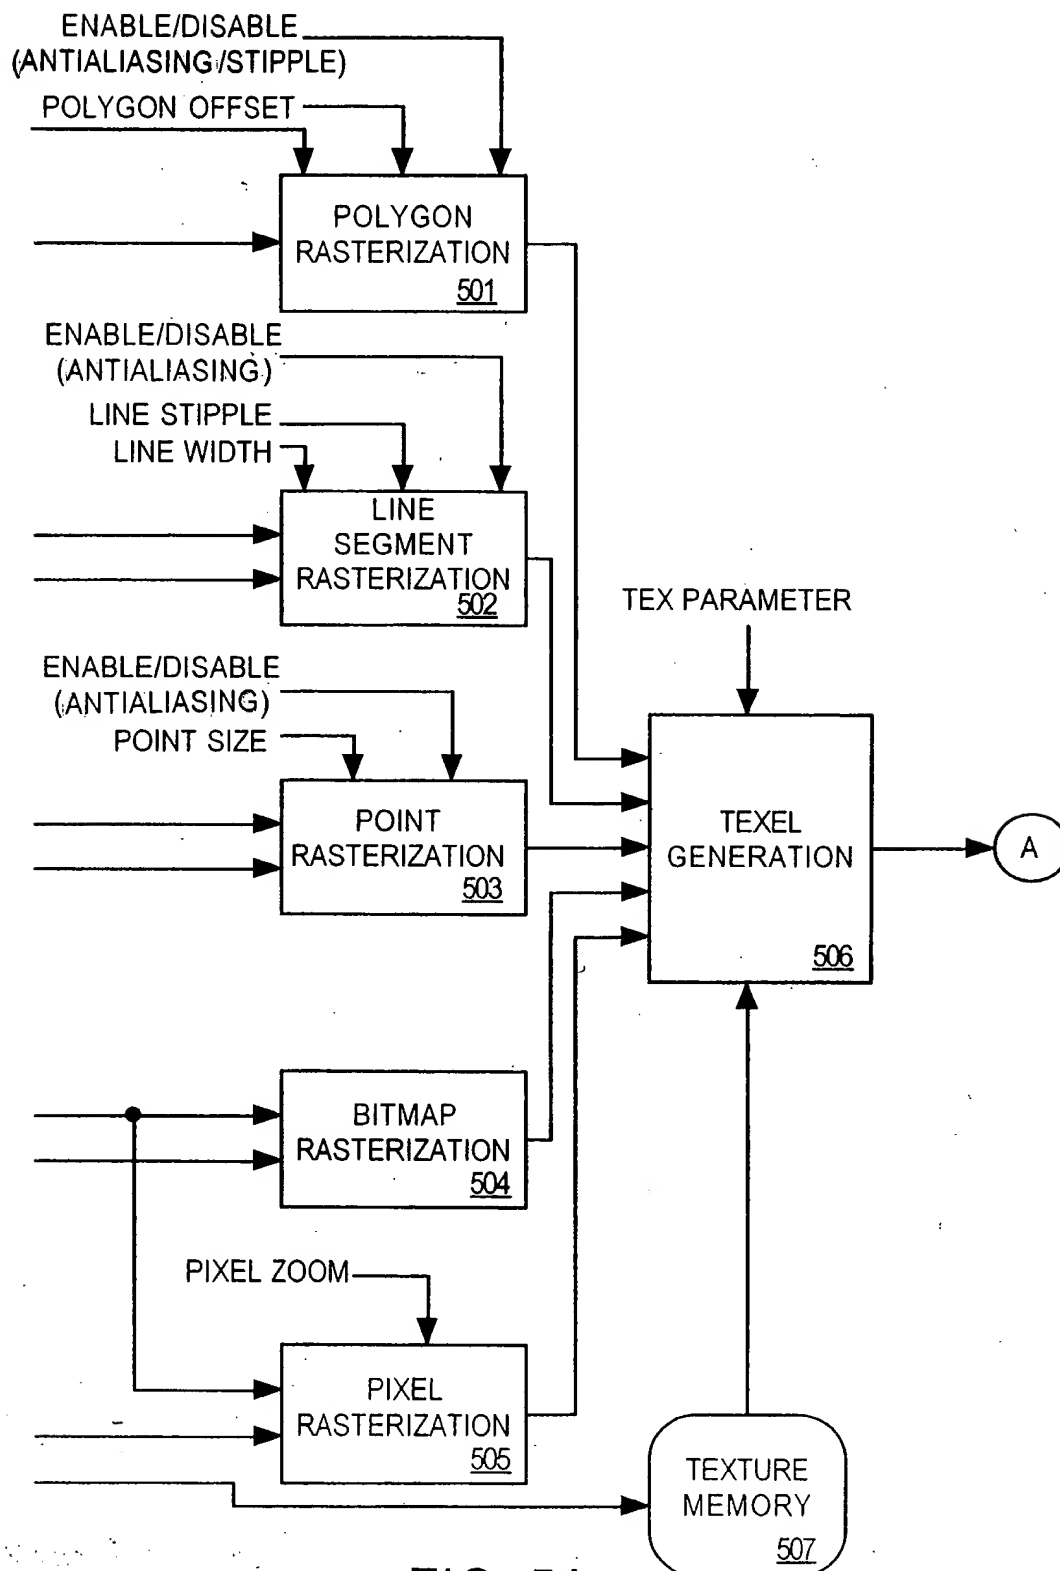 ENABLE/DISABLE
(ANTIALIASING/STIPPLE)
POLYGON OFFSET
POLYGON
RASTERIZATION
501
ENABLE/DISABLE
(ANTIALIASING)
LINE STIPPLE
LINE WIDTH
LINE
SEGMENT
RASTERIZATION
502
TEX PARAMETER
ENABLE/DISABLE
(ANTIALIASING)
POINT SIZE
POINT
RASTERIZATION
503
TEXEL
GENERATION
506
A
BITMAP
RASTERIZATION
504
PIXEL ZOOM
PIXEL
RASTERIZATION
505
TEXTURE
MEMORY
507